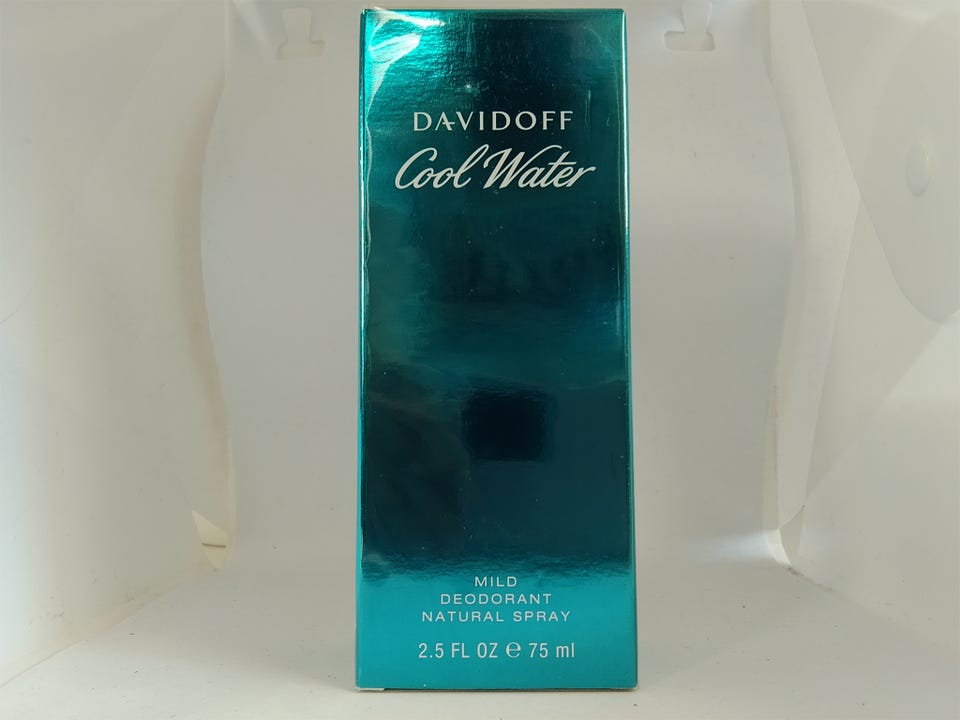 DAVIDOFF
Cool Water
MILD
DEODORANT
NATURAL SPRAY
2.5 FL OZ ℮ 75 ml